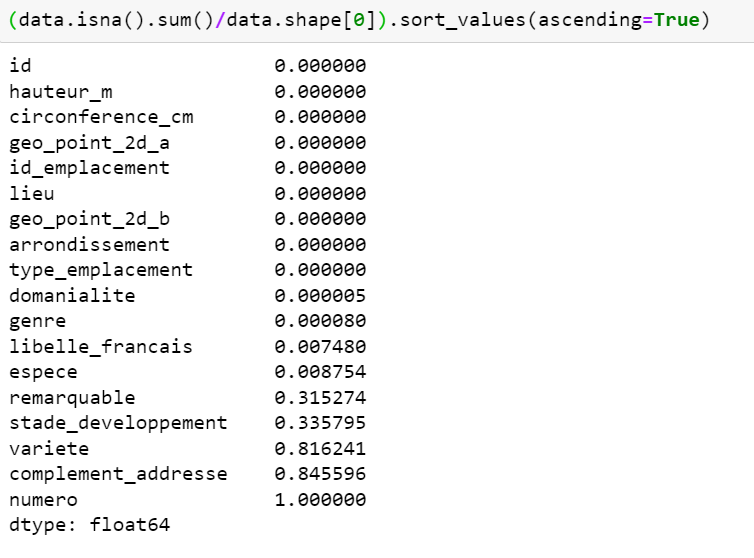 (data.isna().sum()/data.shape[0]).sort_values(ascending=True)
id 0.000000
hauteur_m 0.000000
circonference_cm 0.000000
geo_point_2d_a 0.000000
id_emplacement 0.000000
lieu 0.000000
geo_point_2d_b 0.000000
arrondissement 0.000000
type_emplacement 0.000000
domanialite 0.000005
genre 0.000080
libelle_francais 0.007480
espece 0.008754
remarquable 0.315274
stade_developpement 0.335795
variete 0.816241
complement_addresse 0.845596
numero 1.000000
dtype: float64